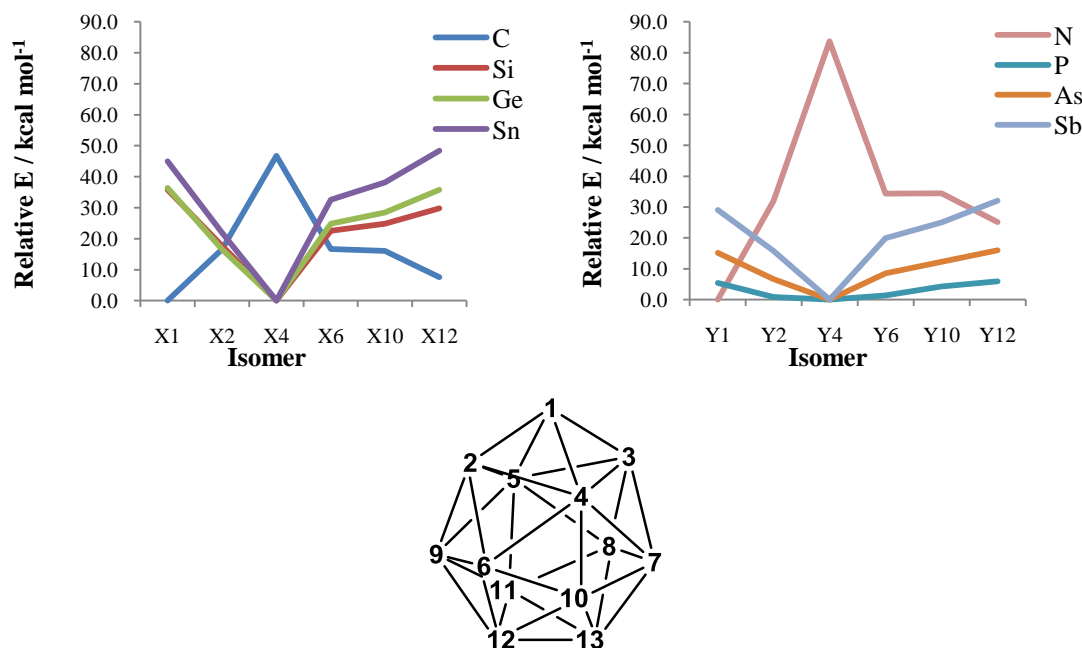 Relative E / kcal mol⁻¹
90.0
80.0
70.0
60.0
50.0
40.0
30.0
20.0
10.0
0.0
X1 X2 X4 X6 X10 X12
Isomer
C
Si
Ge
Sn
Relative E / kcal mol⁻¹
90.0
80.0
70.0
60.0
50.0
40.0
30.0
20.0
10.0
0.0
Y1 Y2 Y4 Y6 Y10 Y12
Isomer
N
P
As
Sb
1
2 3
5
4
9 8
6 7
11 10
12 13